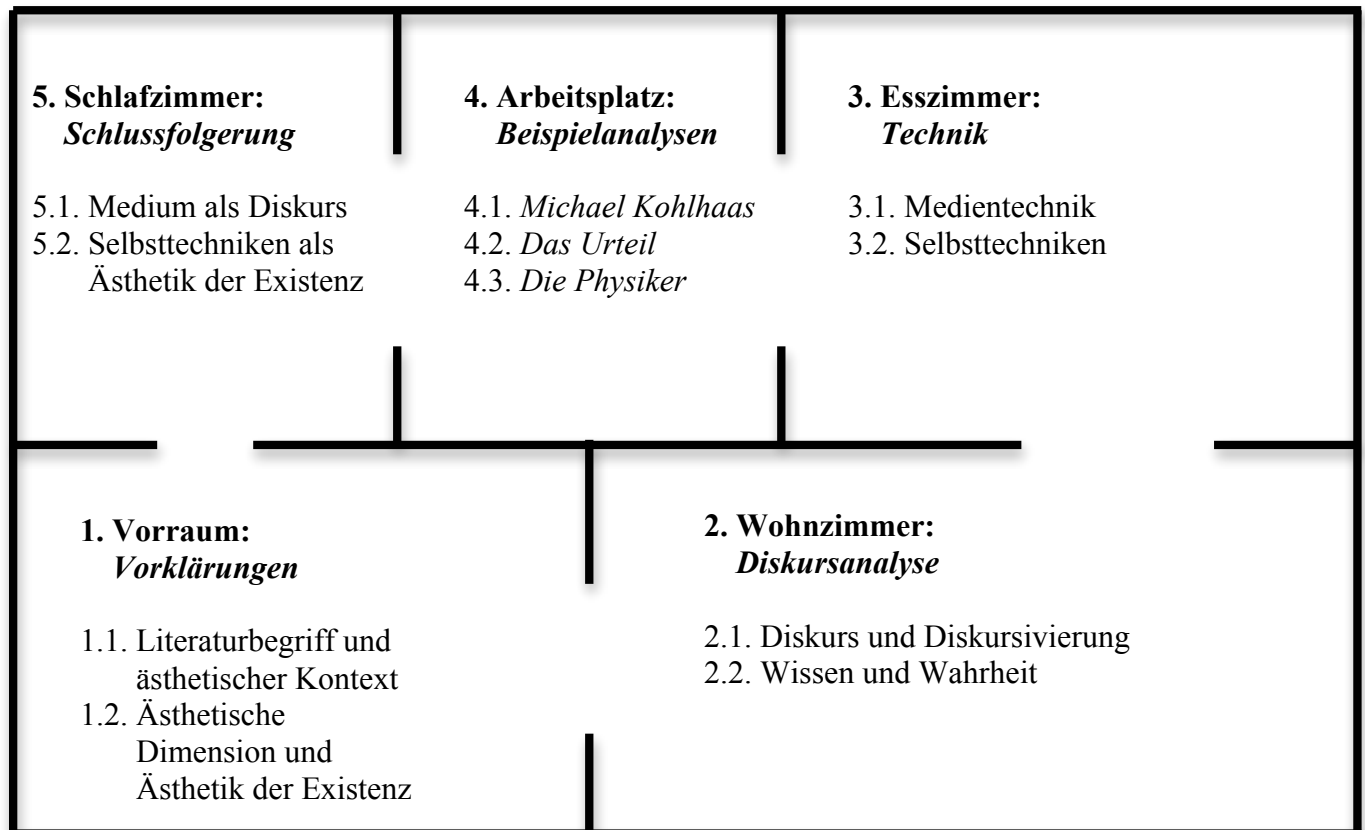 5. Schlafzimmer:
Schlussfolgerung
5.1. Medium als Diskurs
5.2. Selbsttechniken als
Ästhetik der Existenz
4. Arbeitsplatz:
Beispielanalysen
4.1. Michael Kohlhaas
4.2. Das Urteil
4.3. Die Physiker
3. Esszimmer:
Technik
3.1. Medientechnik
3.2. Selbsttechniken
1. Vorraum:
Vorklärungen
1.1. Literaturbegriff und
ästhetischer Kontext
1.2. Ästhetische
Dimension und
Ästhetik der Existenz
2. Wohnzimmer:
Diskursanalyse
2.1. Diskurs und Diskursivierung
2.2. Wissen und Wahrheit